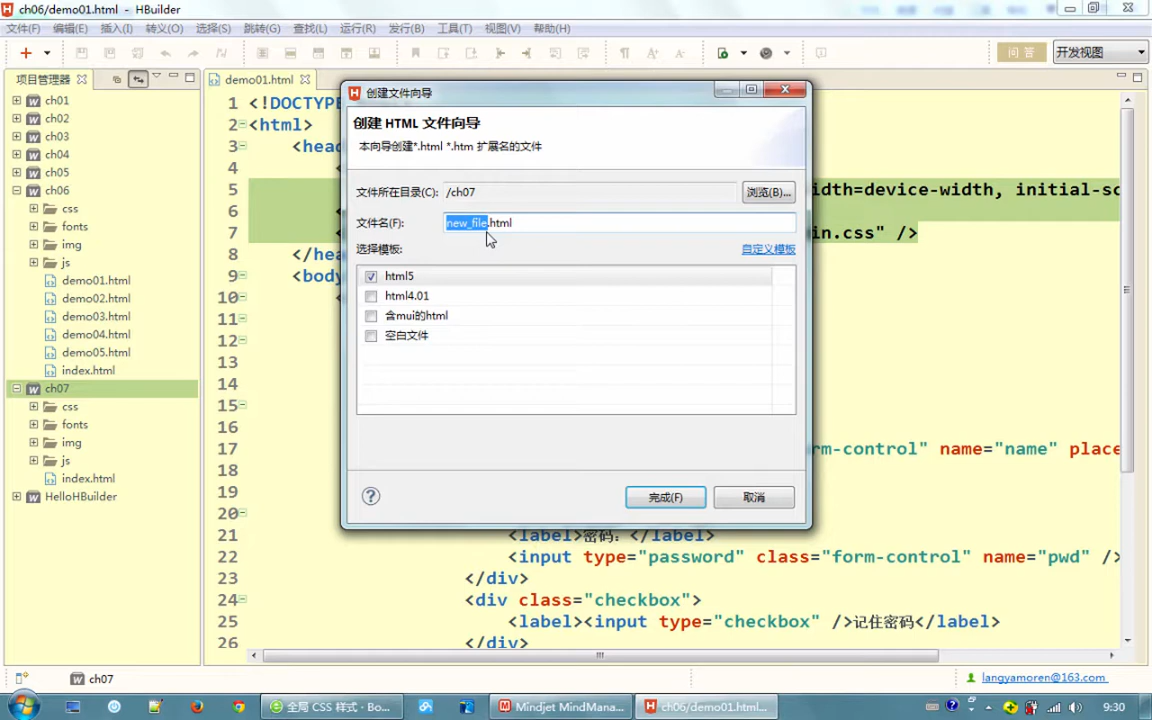 ch06/demo01.html - HBuilder
文件(F) 编辑(E) 插入(I) 转义(O) 选择(S) 跳转(G) 查找(L) 运行(R) 发行(B) 工具(T) 视图(V) 帮助(H)
问答 开发视图
项目管理器
demo01.html
ch01
ch02
ch03
ch04
ch05
ch06
css
fonts
img
js
demo01.html
demo02.html
demo03.html
demo04.html
demo05.html
index.html
ch07
css
fonts
img
js
index.html
HelloHBuilder
1 <!DOCTYPE
2 <html>
3 <head
4
5 width=device-width, initial-sc
6
7 in.css" />
8 </hea
9 <body
10
11
12
13
14
15
16
17 rm-control" name="name" place
18
19
20
21 <label>密码：</label>
22 <input type="password" class="form-control" name="pwd" />
23 </div>
24 <div class="checkbox">
25 <label><input type="checkbox" />记住密码</label>
26 </div>
创建文件向导
创建 HTML 文件向导
本向导创建*.html *.htm 扩展名的文件
文件所在目录(C): /ch07 浏览(B)...
文件名(F): new_file.html
选择模板: 自定义模板
html5
html4.01
含mui的html
空白文件
完成(F) 取消
ch07
langyamoren@163.com
全局 CSS 样式 - Bo...
Mindjet MindMana...
ch06/demo01.html...
9:30